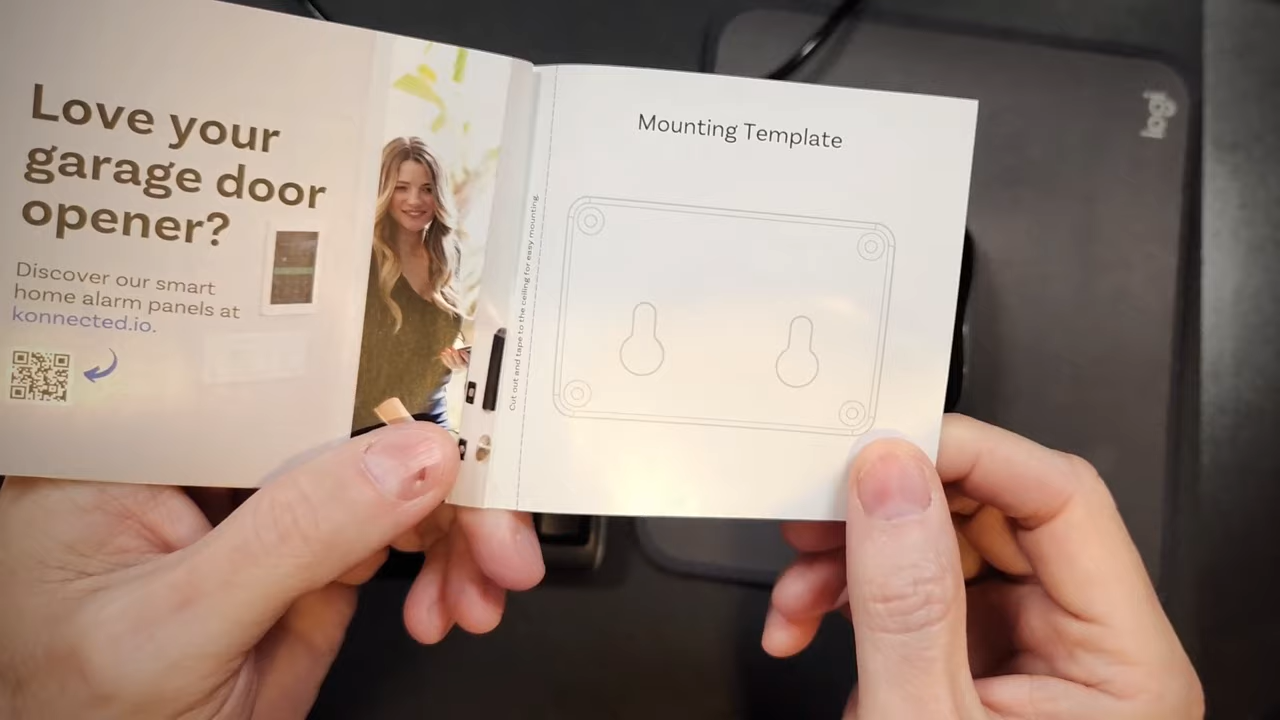 Love your
garage door
opener?
Discover our smart
home alarm panels at
konnected.io.
Cut out and tape to the ceiling for easy mounting.
Mounting Template
logi